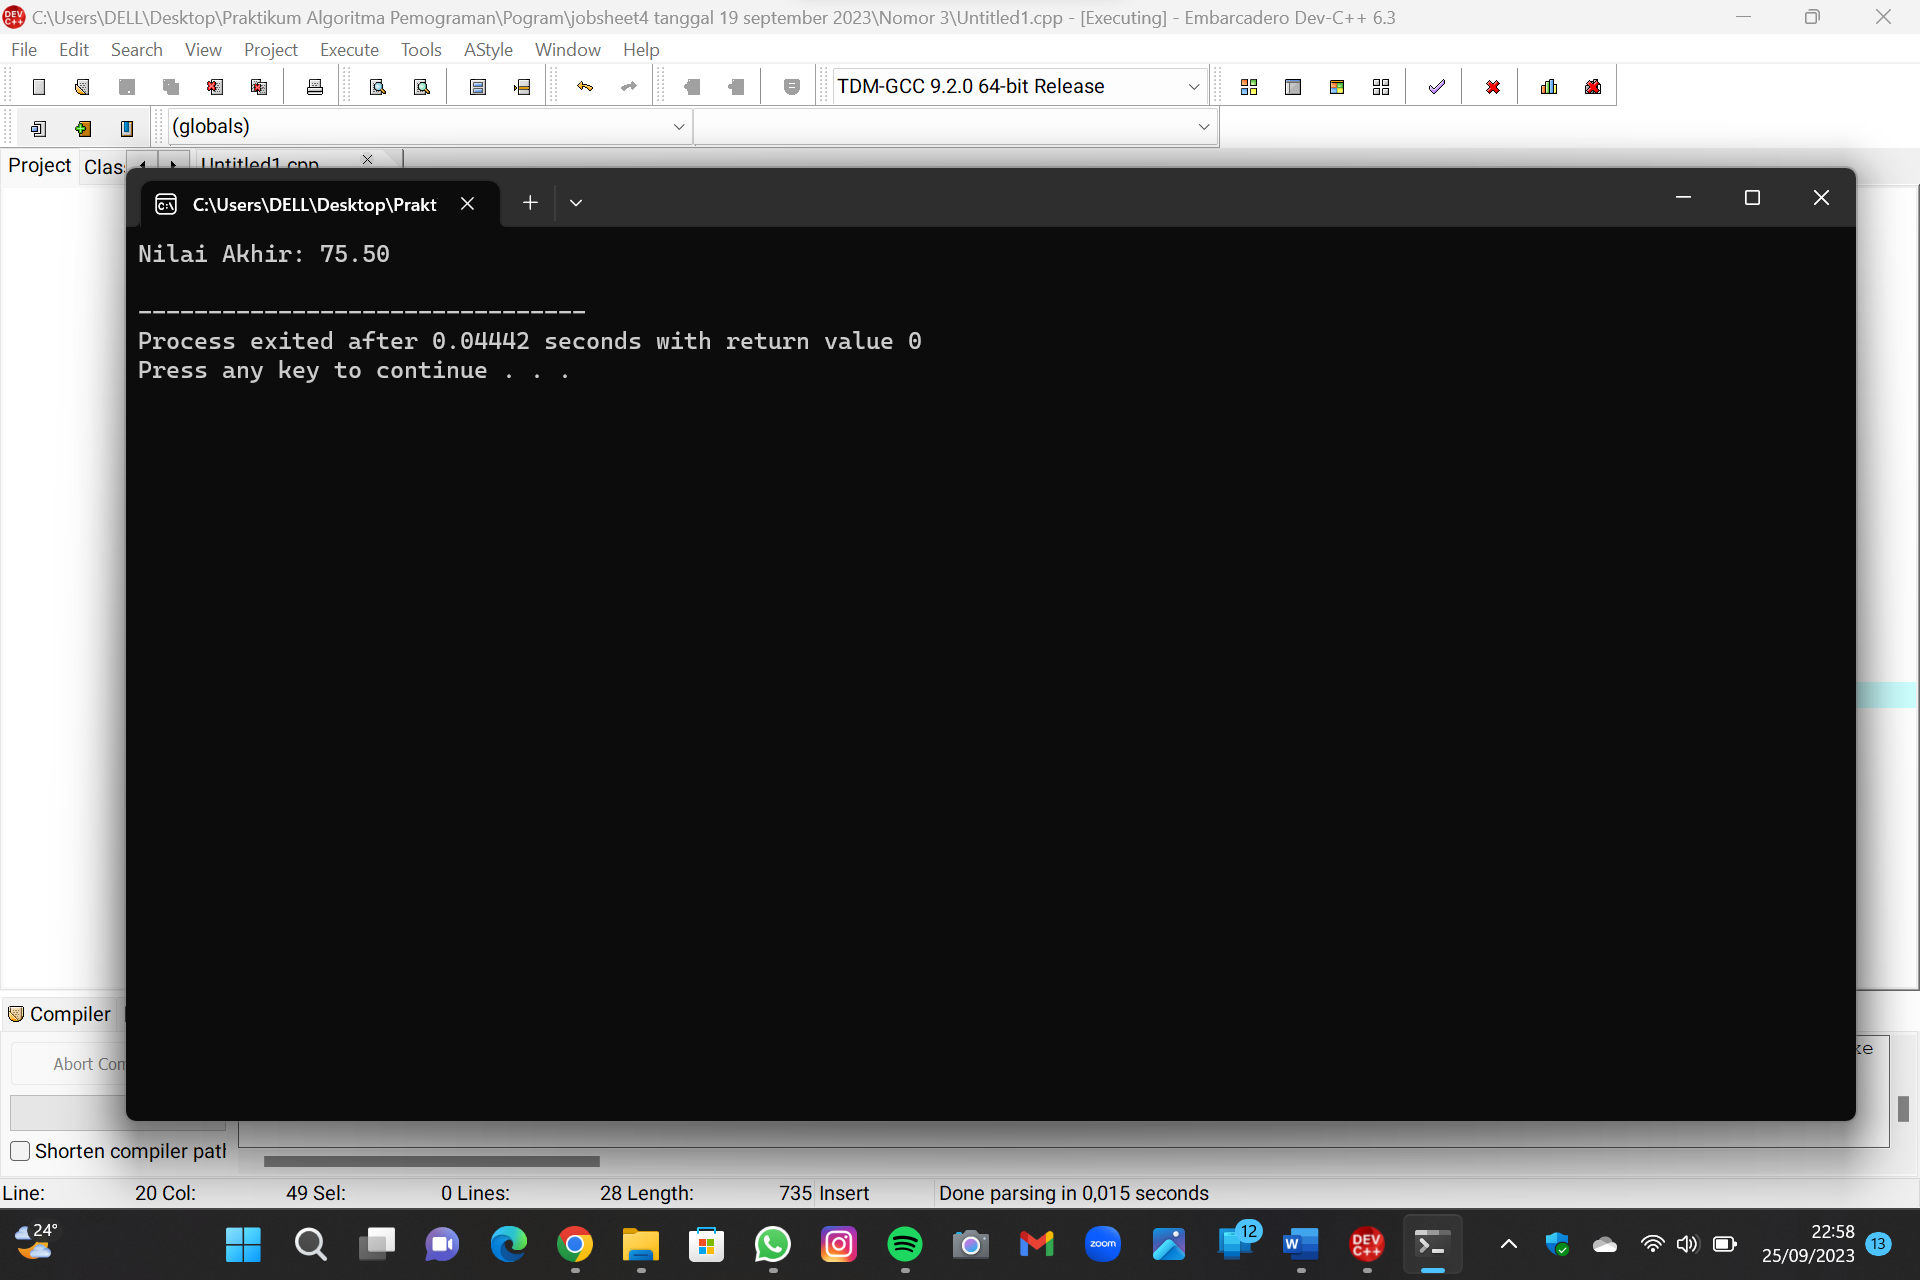 C:\Users\DELL\Desktop\Praktikum Algoritma Pemograman\Pogram\jobsheet4 tanggal 19 september 2023\Nomor 3\Untitled1.cpp - [Executing] - Embarcadero Dev-C++ 6.3
File Edit Search View Project Execute Tools AStyle Window Help
TDM-GCC 9.2.0 64-bit Release
(globals)
Project Clas Untitled1.cpp
C:\Users\DELL\Desktop\Prakt
Nilai Akhir: 75.50
--------------------------------
Process exited after 0.04442 seconds with return value 0
Press any key to continue . . .
Compiler
Abort Con
xe
Shorten compiler path
Line: 20 Col: 49 Sel: 0 Lines: 28 Length: 735 Insert Done parsing in 0,015 seconds
24°
zoom
12
W
DEV C++
22:58
25/09/2023
13